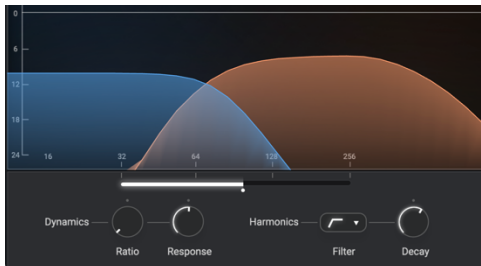 0
6
12
18
24
16 32 64 128 256
Dynamics Harmonics
Ratio Response Filter Decay